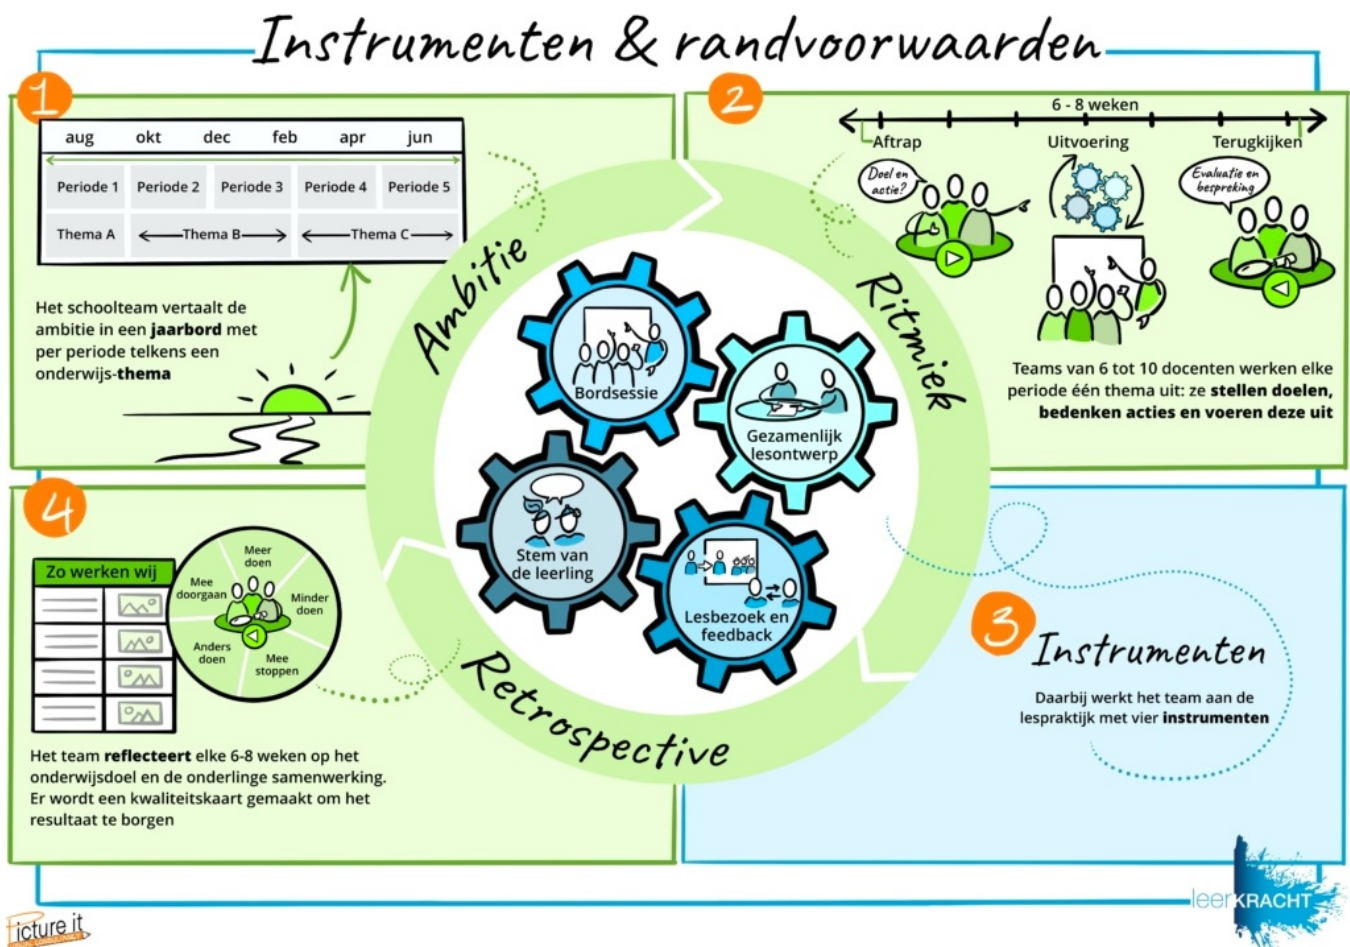 Instrumenten & randvoorwaarden
1
aug okt dec feb apr jun
Periode 1 Periode 2 Periode 3 Periode 4 Periode 5
Thema A Thema B Thema C
Het schoolteam vertaalt de
ambitie in een jaarbord met
per periode telkens een
onderwijs-thema
Ambitie
2
6 - 8 weken
Aftrap Uitvoering Terugkijken
Doel en
actie?
Evaluatie en
bespreking
Teams van 6 tot 10 docenten werken elke
periode één thema uit: ze stellen doelen,
bedenken acties en voeren deze uit
Ritmiek
Bordsessie
Gezamenlijk
lesontwerp
Stem van
de leerling
Lesbezoek en
feedback
3
Instrumenten
Daarbij werkt het team aan de
lespraktijk met vier instrumenten
4
Zo werken wij
Meer
doen
Minder
doen
Mee
stoppen
Anders
doen
Mee
doorgaan
Het team reflecteert elke 6-8 weken op het
onderwijsdoel en de onderlinge samenwerking.
Er wordt een kwaliteitskaart gemaakt om het
resultaat te borgen
Retrospective
leerKRACHT
Picture it